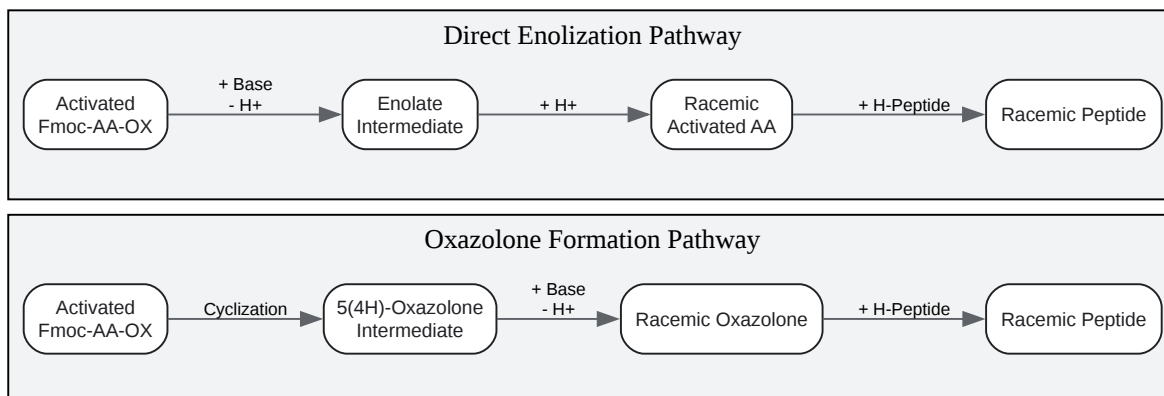 Direct Enolization Pathway
Activated
Fmoc-AA-OX
+ Base
- H+
Enolate
Intermediate
+ H+
Racemic
Activated AA
+ H-Peptide
Racemic Peptide
Oxazolone Formation Pathway
Activated
Fmoc-AA-OX
Cyclization
5(4H)-Oxazolone
Intermediate
+ Base
- H+
Racemic Oxazolone
+ H-Peptide
Racemic Peptide